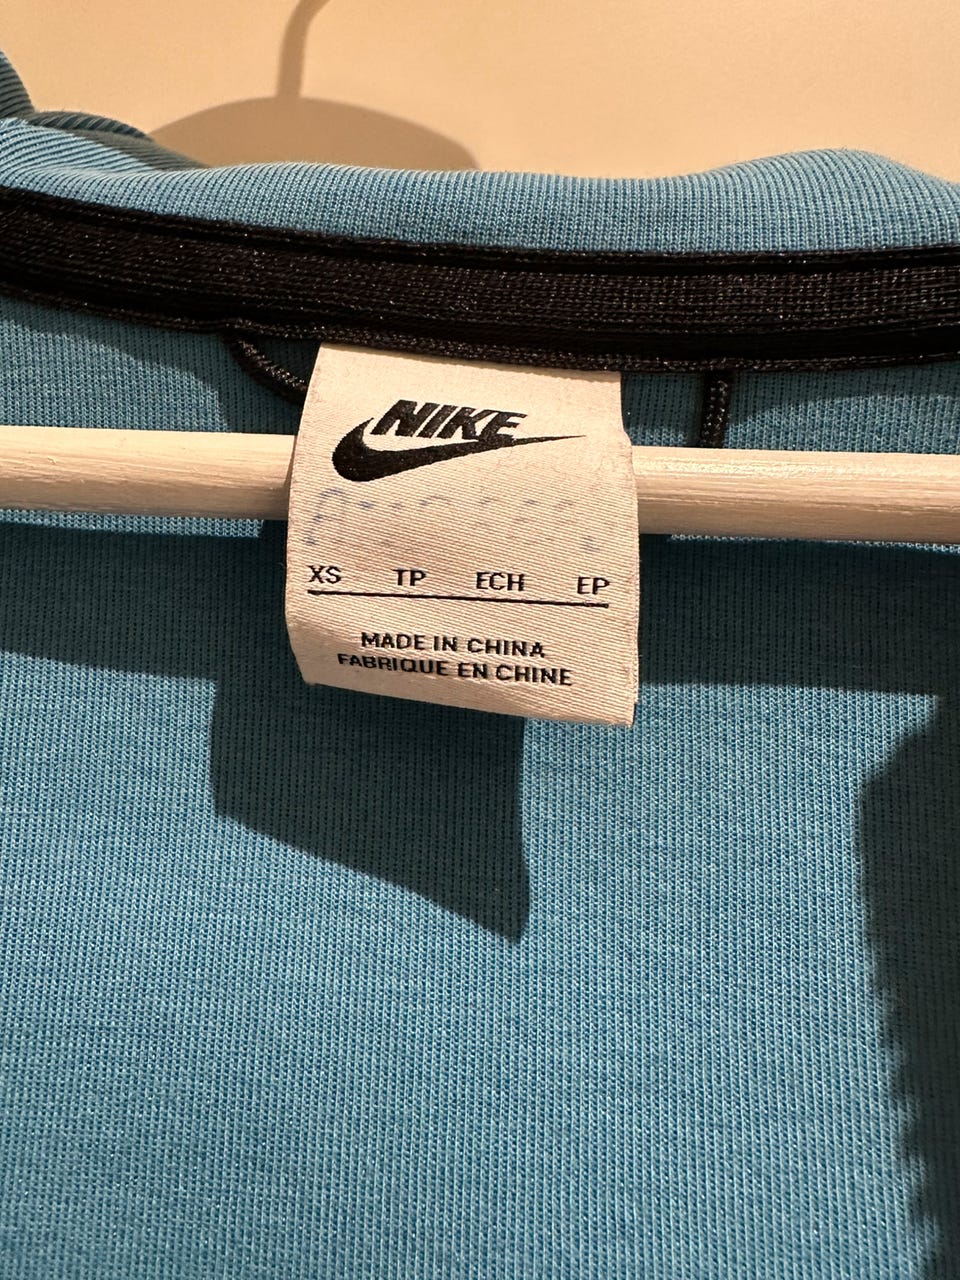 NIKE
XS TP ECH EP
MADE IN CHINA
FABRIQUE EN CHINE